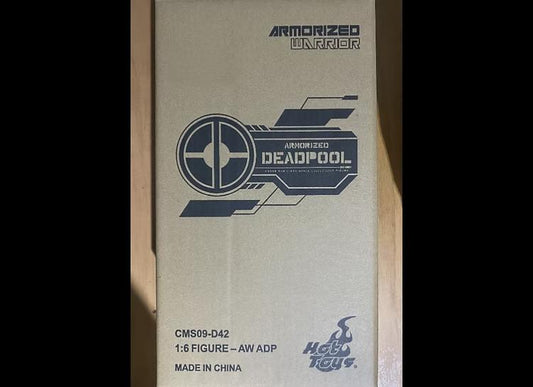 ARMORIZED
WARRIOR
ARMORIZED
DEADPOOL
CMS09-D42
1:6 FIGURE – AW ADP
MADE IN CHINA
Hot
Toys